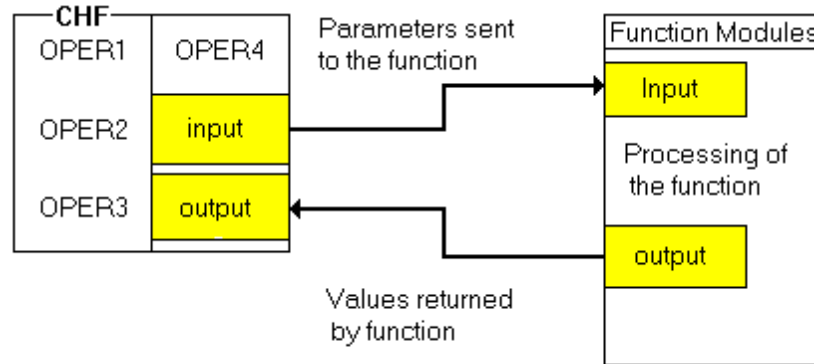 CHF
OPER1
OPER4
OPER2
input
OPER3
output
Parameters sent
to the function
Values returned
by function
Function Modules
Input
Processing of
the function
output